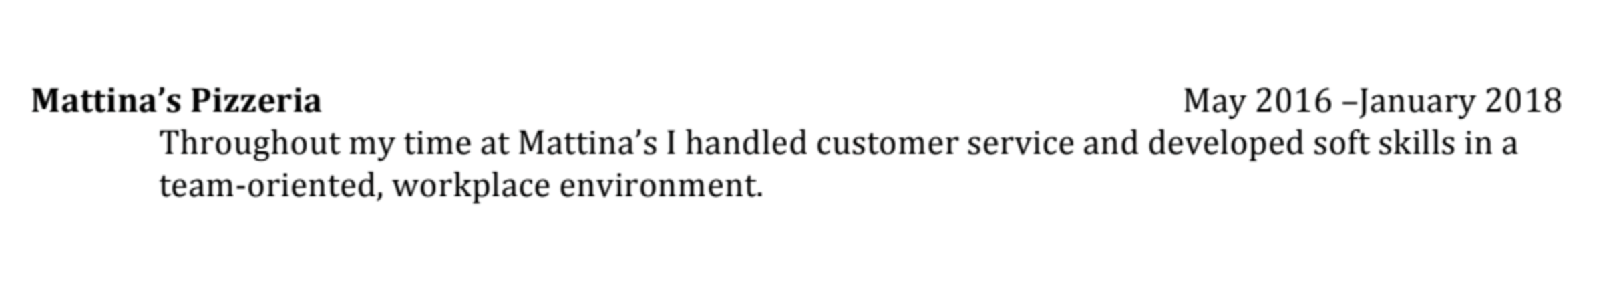 Mattina’s Pizzeria May 2016 –January 2018
Throughout my time at Mattina’s I handled customer service and developed soft skills in a
team-oriented, workplace environment.